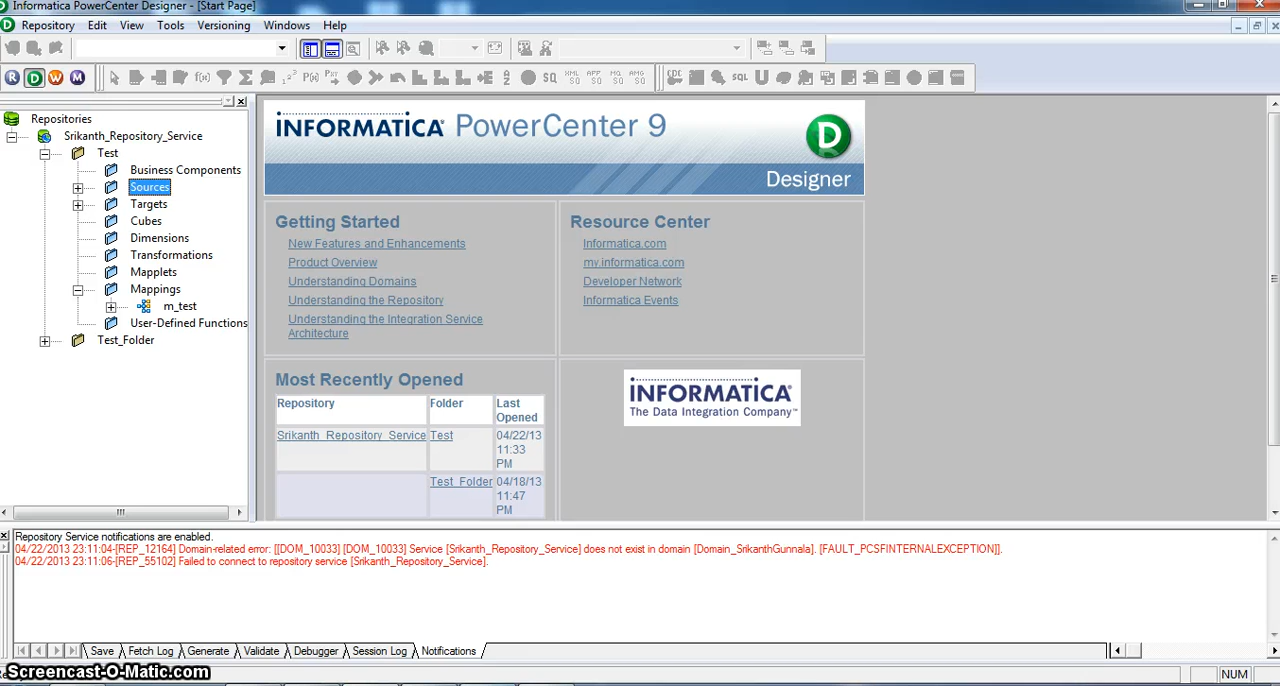 Informatica PowerCenter Designer - [Start Page]
Repository Edit View Tools Versioning Windows Help
Repositories
Srikanth_Repository_Service
Test
Business Components
Sources
Targets
Cubes
Dimensions
Transformations
Mapplets
Mappings
m_test
User-Defined Functions
Test_Folder
INFORMATICA PowerCenter 9
D
Designer
Getting Started
New Features and Enhancements
Product Overview
Understanding Domains
Understanding the Repository
Understanding the Integration Service
Architecture
Resource Center
Informatica.com
mv.informatica.com
Developer Network
Informatica Events
Most Recently Opened
Repository Folder Last
Opened
Srikanth_Repository_Service Test 04/22/13
11:33
PM
Test_Folder 04/18/13
11:47
PM
INFORMATICA
The Data Integration Company™
Repository Service notifications are enabled.
04/22/2013 23:11:04-[REP_12164] Domain-related error: [[DOM_10033] [DOM_10033] Service [Srikanth_Repository_Service] does not exist in domain [Domain_SrikanthGunnala]. [FAULT_PCSFINTERNALEXCEPTION]].
04/22/2013 23:11:06-[REP_55102] Failed to connect to repository service [Srikanth_Repository_Service].
Save Fetch Log Generate Validate Debugger Session Log Notifications
Screencast-O-Matic.com
NUM